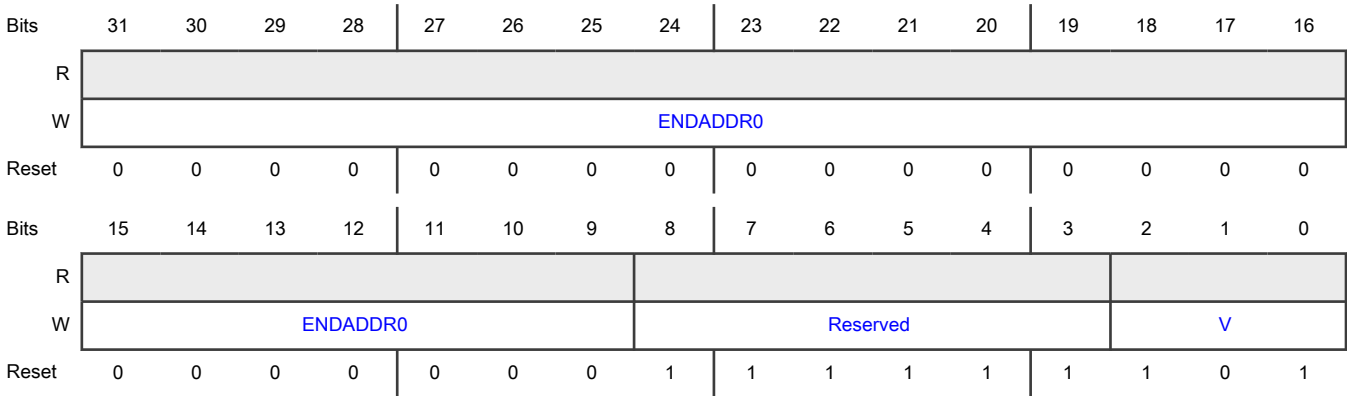 Bits 31 30 29 28 27 26 25 24 23 22 21 20 19 18 17 16
R
W ENDADDR0
Reset 0 0 0 0 0 0 0 0 0 0 0 0 0 0 0 0
Bits 15 14 13 12 11 10 9 8 7 6 5 4 3 2 1 0
R
W ENDADDR0 Reserved V
Reset 0 0 0 0 0 0 0 1 1 1 1 1 1 1 0 1